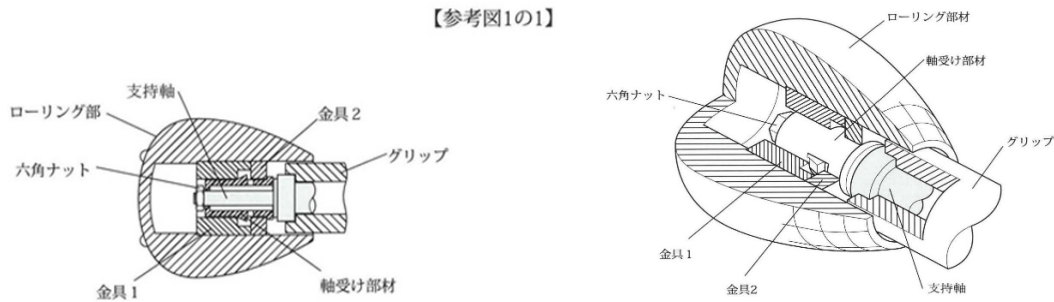 【参考図1の1】
支持軸
ローリング部
金具2
六角ナット
グリップ
金具1
軸受け部材
ローリング部材
軸受け部材
六角ナット
グリップ
金具1
金具2
支持軸